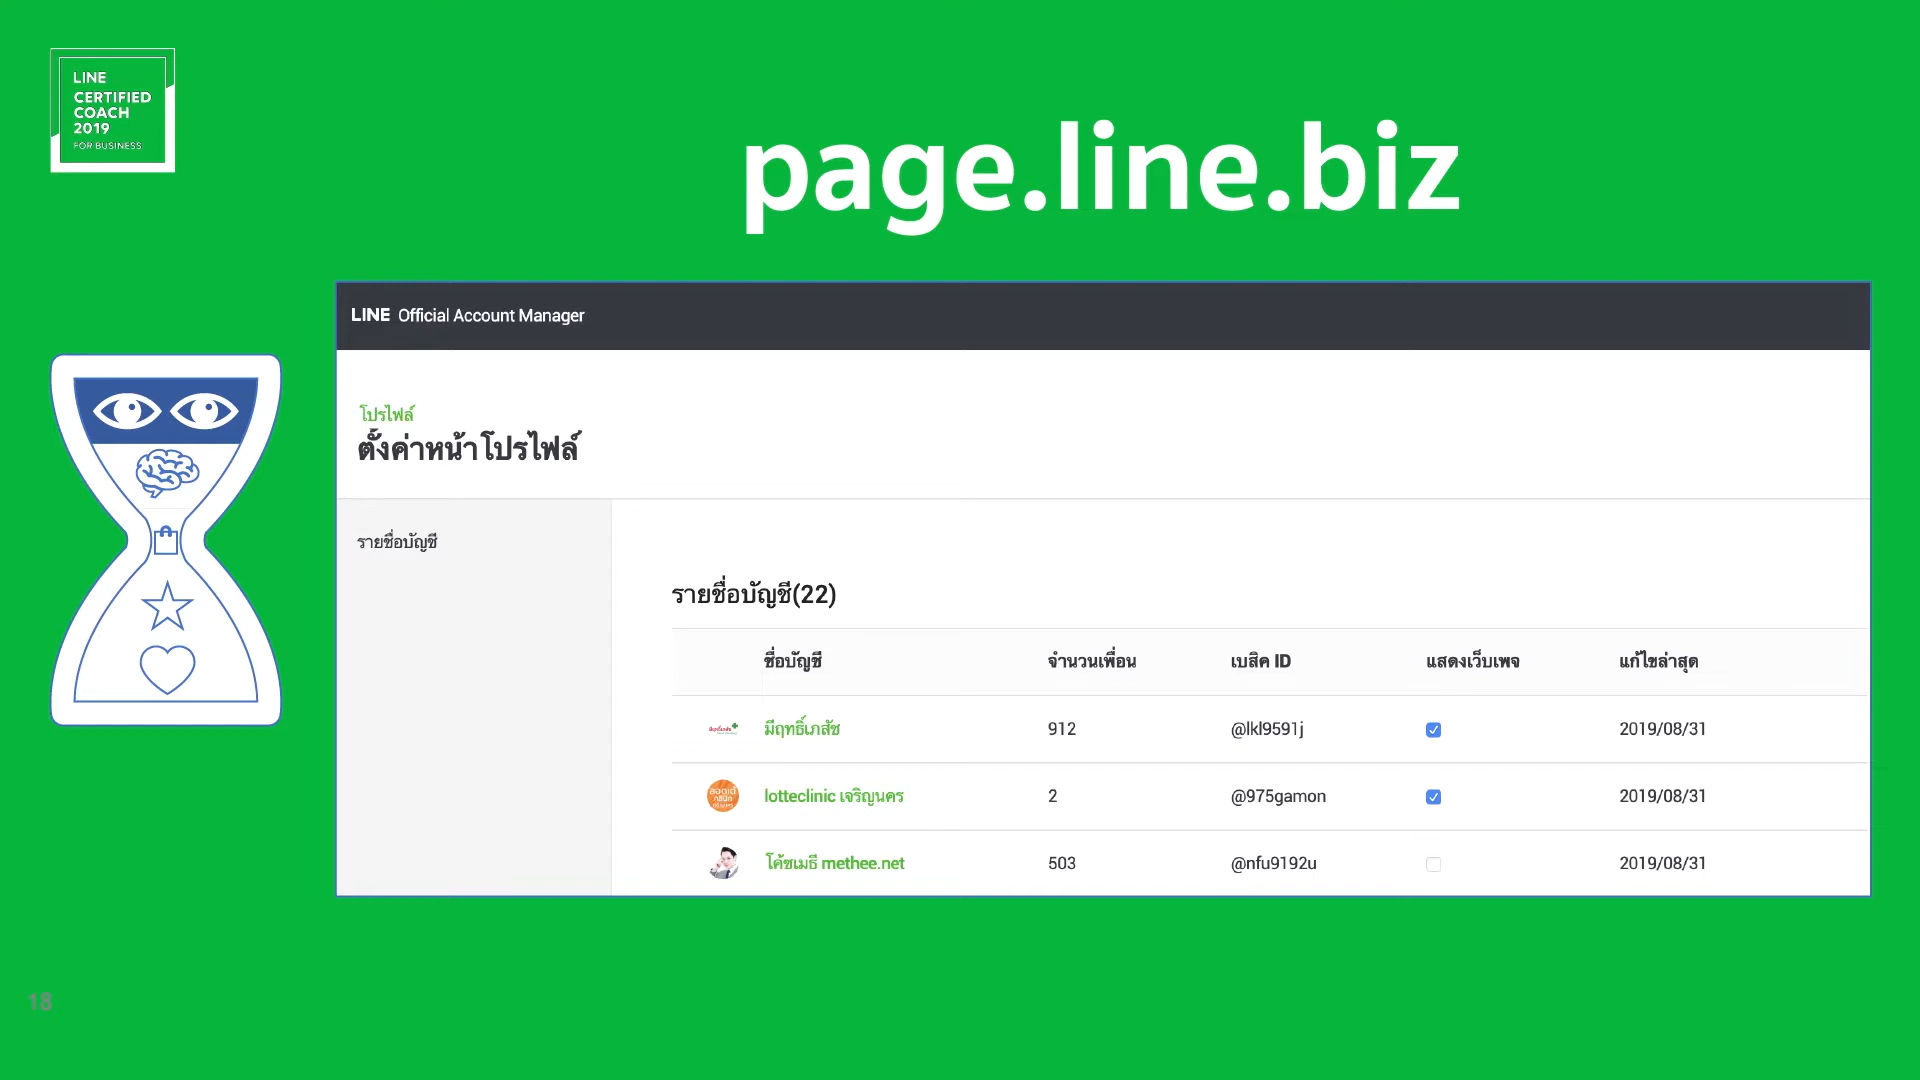 LINE
CERTIFIED
COACH
2019
FOR BUSINESS
page.line.biz
LINE Official Account Manager
โปรไฟล์
ตั้งค่าหน้าโปรไฟล์
รายชื่อบัญชี
รายชื่อบัญชี(22)
ชื่อบัญชี จำนวนเพื่อน เบสิค ID แสดงเว็บเพจ แก้ไขล่าสุด
มีฤทธิ์เภสัช 912 @lkl9591j 2019/08/31
lotteclinic เจริญนคร 2 @975gamon 2019/08/31
โค้ชเมธี methee.net 503 @nfu9192u 2019/08/31
18